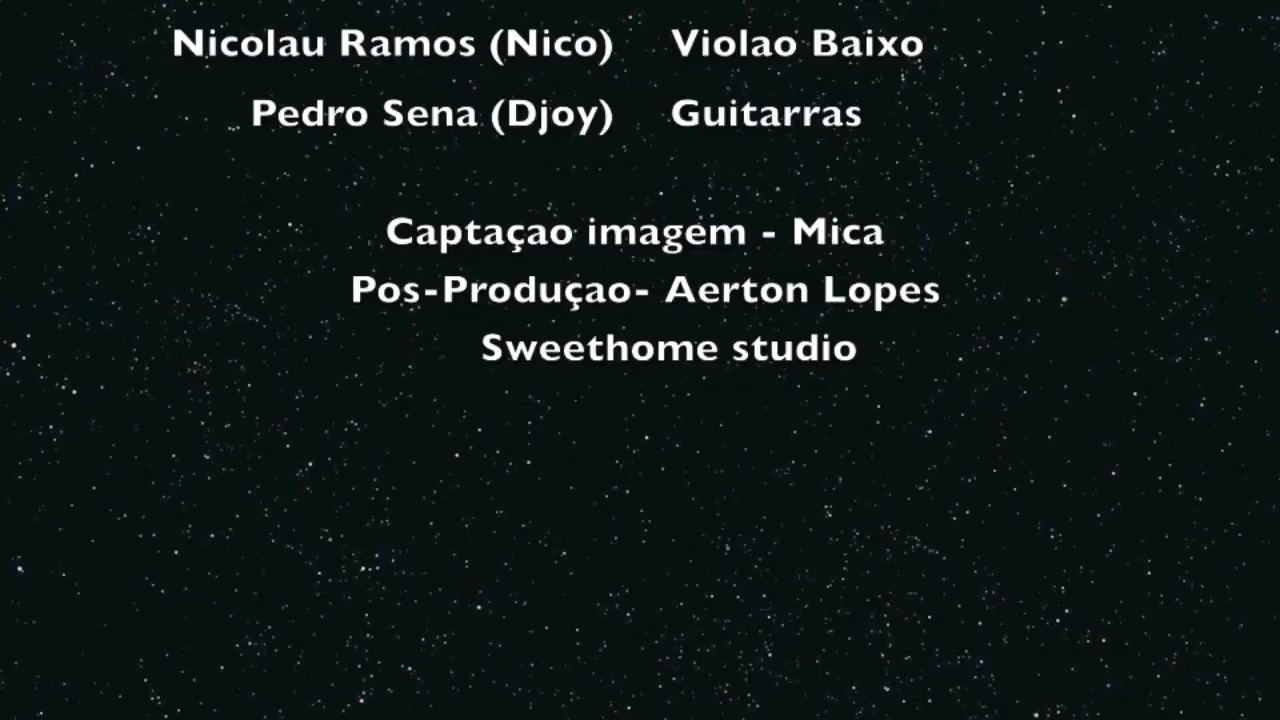 Nicolau Ramos (Nico) Violao Baixo
Pedro Sena (Djoy) Guitarras
Captaçao imagem - Mica
Pos-Produçao- Aerton Lopes
Sweethome studio